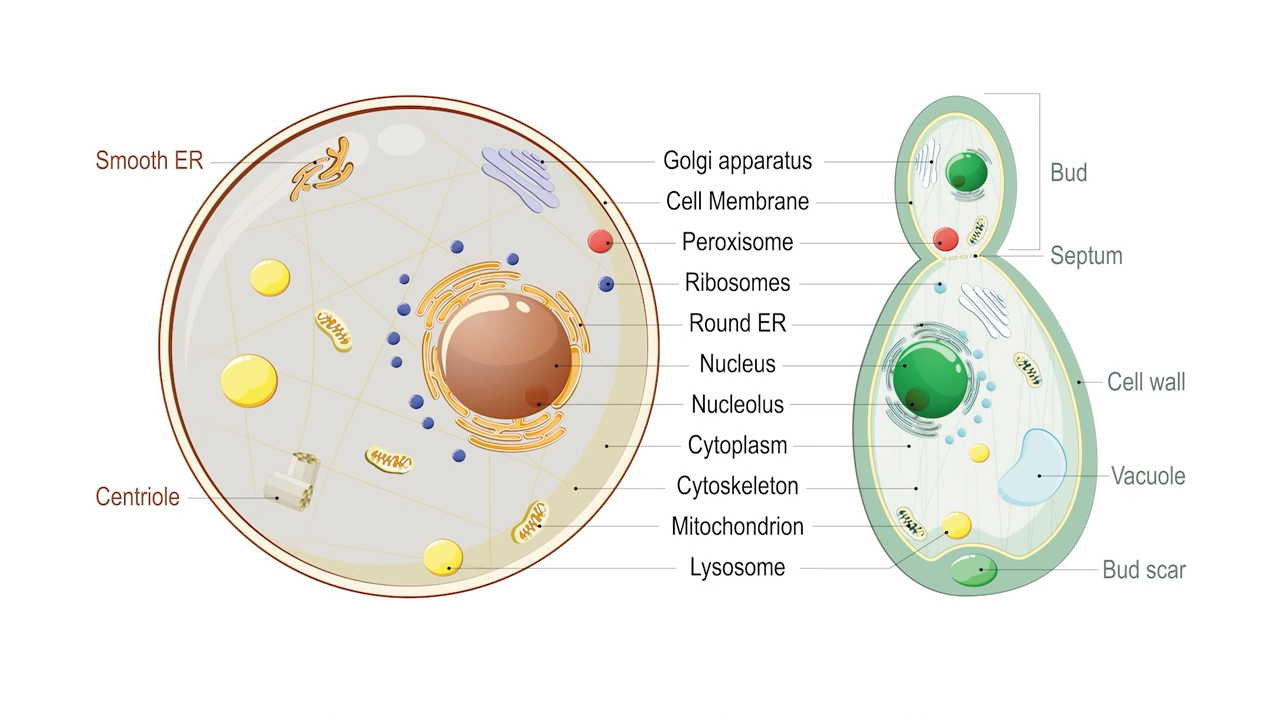 Smooth ER
Centriole
Golgi apparatus
Cell Membrane
Peroxisome
Ribosomes
Round ER
Nucleus
Nucleolus
Cytoplasm
Cytoskeleton
Mitochondrion
Lysosome
Bud
Septum
Cell wall
Vacuole
Bud scar